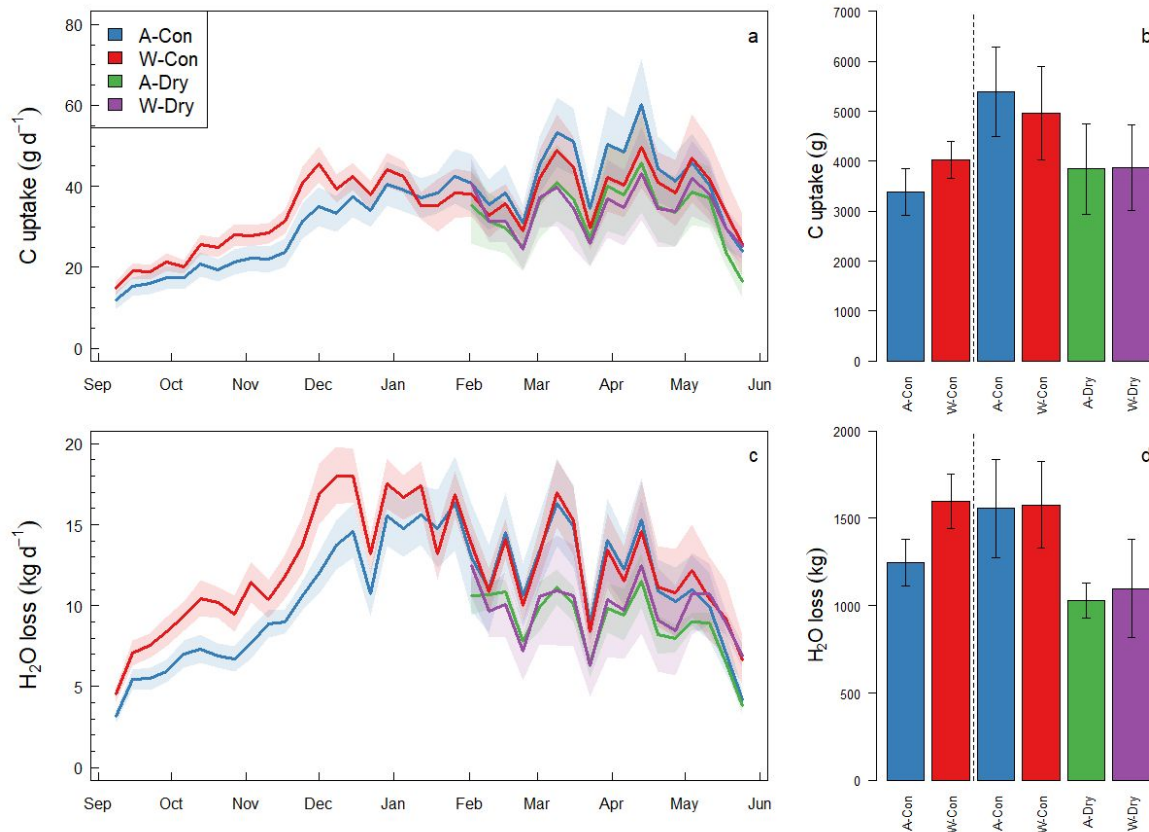 C uptake (g d⁻¹)
80
60
40
20
0
A-Con
W-Con
A-Dry
W-Dry
a
Sep Oct Nov Dec Jan Feb Mar Apr May Jun
C uptake (g)
7000
6000
5000
4000
3000
2000
1000
0
b
A-Con W-Con A-Con W-Con A-Dry W-Dry
H₂O loss (kg d⁻¹)
20
15
10
5
0
c
Sep Oct Nov Dec Jan Feb Mar Apr May Jun
H₂O loss (kg)
2000
1500
1000
500
0
d
A-Con W-Con A-Con W-Con A-Dry W-Dry